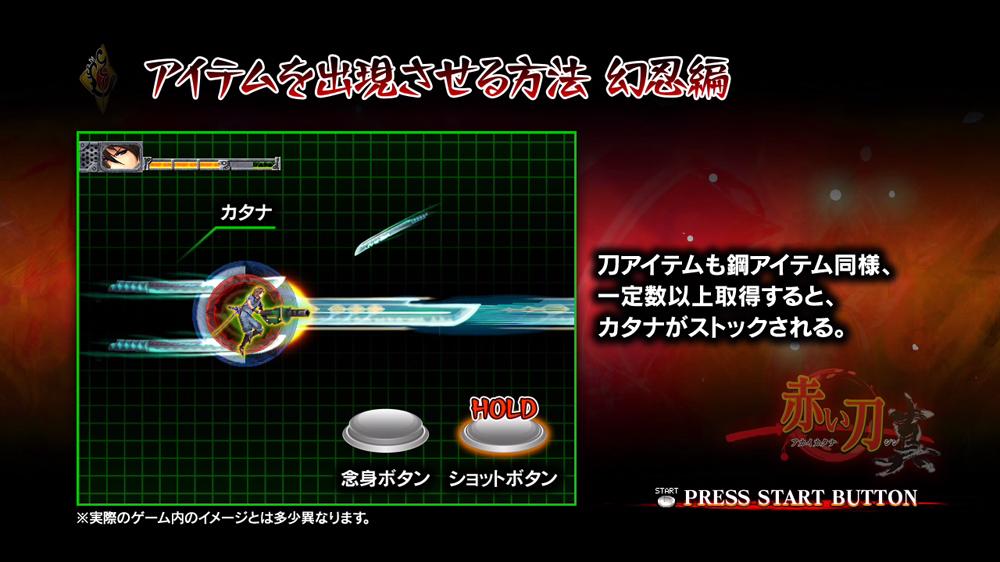 アイテムを出現させる方法 幻忍編
カタナ
刀アイテムも鋼アイテム同様、
一定数以上取得すると、
カタナがストックされる。
HOLD
念身ボタン ショットボタン
赤い刀真
アカイカタナ シン
START PRESS START BUTTON
※実際のゲーム内のイメージとは多少異なります。